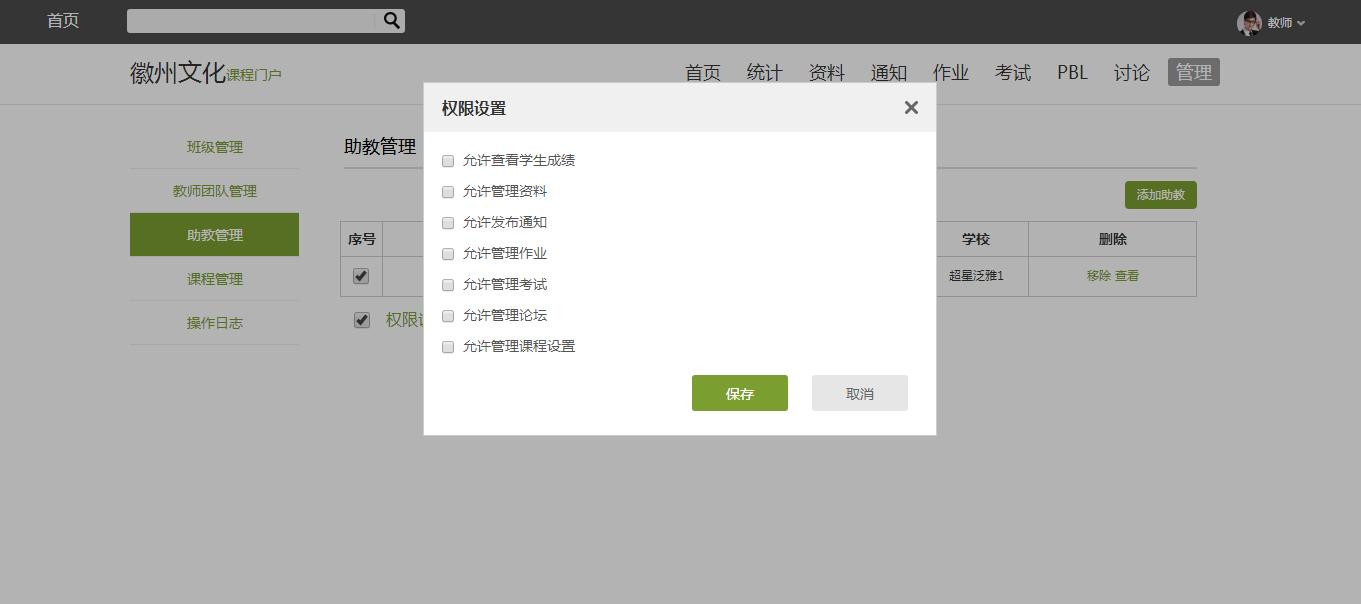 首页
教师
徽州文化课程门户
首页 统计 资料 通知 作业 考试 PBL 讨论 管理
权限设置
班级管理
教师团队管理
助教管理
课程管理
操作日志
助教管理
添加助教
序号 学校 删除
超星泛雅1 移除 查看
权限
允许查看学生成绩
允许管理资料
允许发布通知
允许管理作业
允许管理考试
允许管理论坛
允许管理课程设置
保存 取消